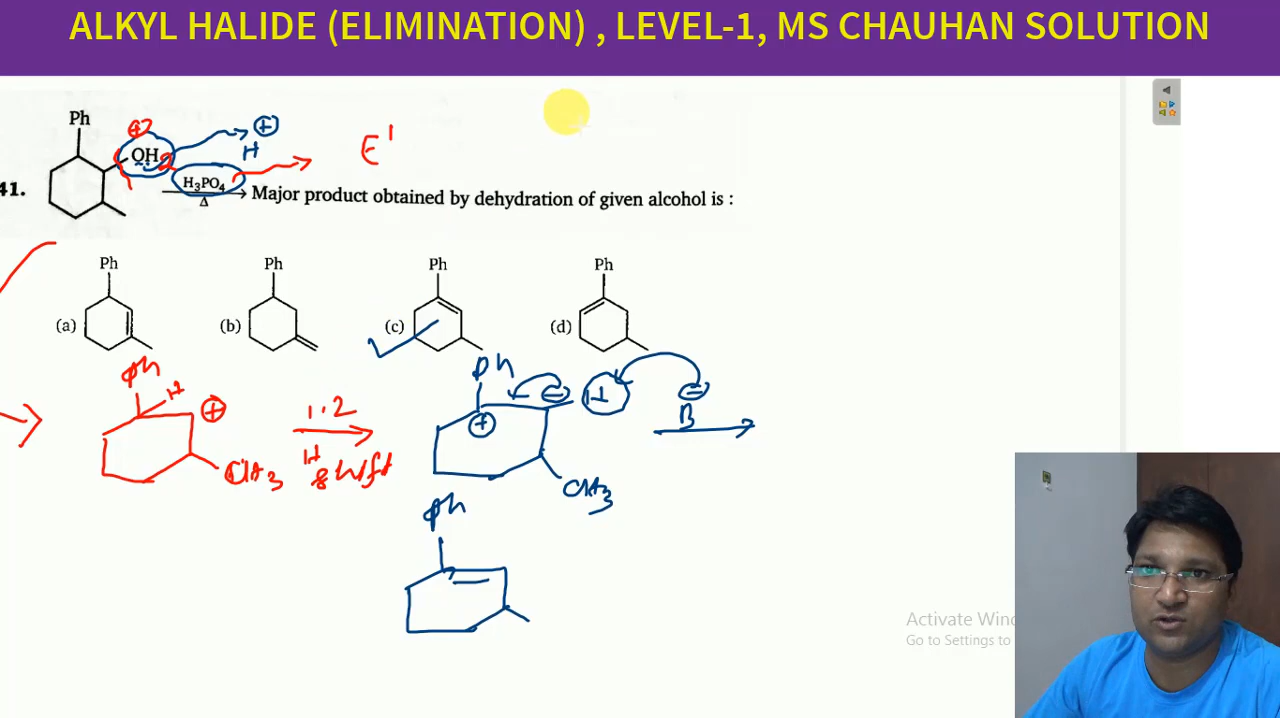 ALKYL HALIDE (ELIMINATION) , LEVEL-1, MS CHAUHAN SOLUTION
Ph
OH
⊕
H
E1
41.
H3PO4
Δ
Major product obtained by dehydration of given alcohol is :
Ph
Ph
Ph
Ph
(a)
(b)
(c)
(d)
Ph
H
⊕
CH3
1,2
H
shift
Ph
⊕
⊖
H
⊖
B
CH3
Ph
Activate Wind
Go to Settings to